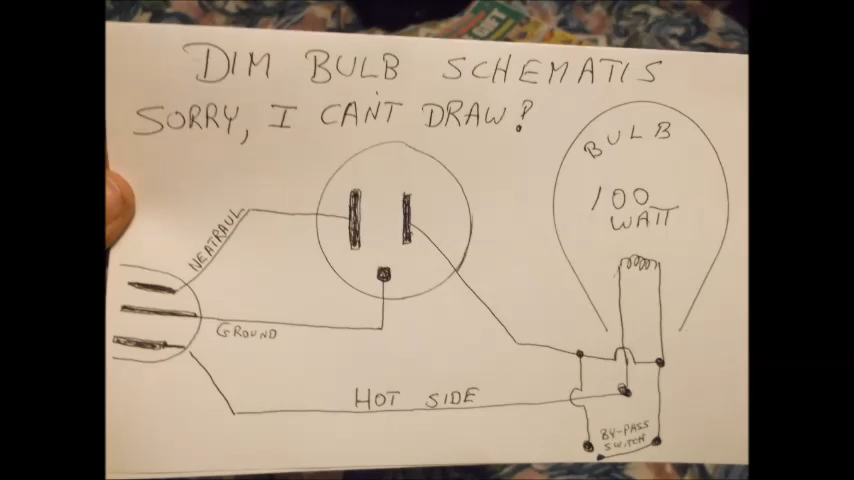 DIM BULB SCHEMATIS
SORRY, I CAN'T DRAW!
BULB
100
WATT
NEATRAUL
GROUND
HOT SIDE
BY-PASS
SWITCH